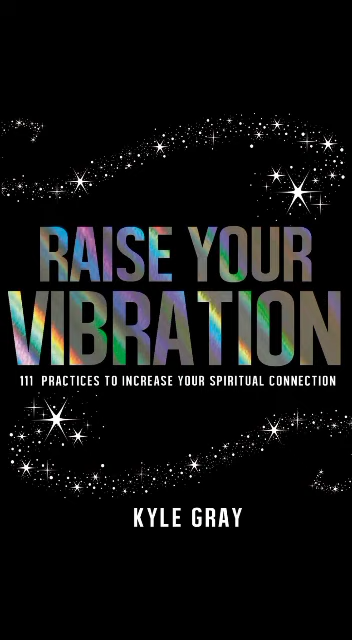 RAISE YOUR
VIBRATION
111 PRACTICES TO INCREASE YOUR SPIRITUAL CONNECTION
KYLE GRAY